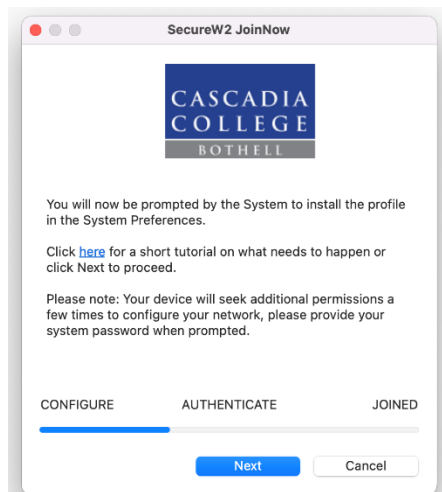 SecureW2 JoinNow
CASCADIA
COLLEGE
BOTHELL
You will now be prompted by the System to install the profile
in the System Preferences.
Click here for a short tutorial on what needs to happen or
click Next to proceed.
Please note: Your device will seek additional permissions a
few times to configure your network, please provide your
system password when prompted.
CONFIGURE AUTHENTICATE JOINED
Next Cancel